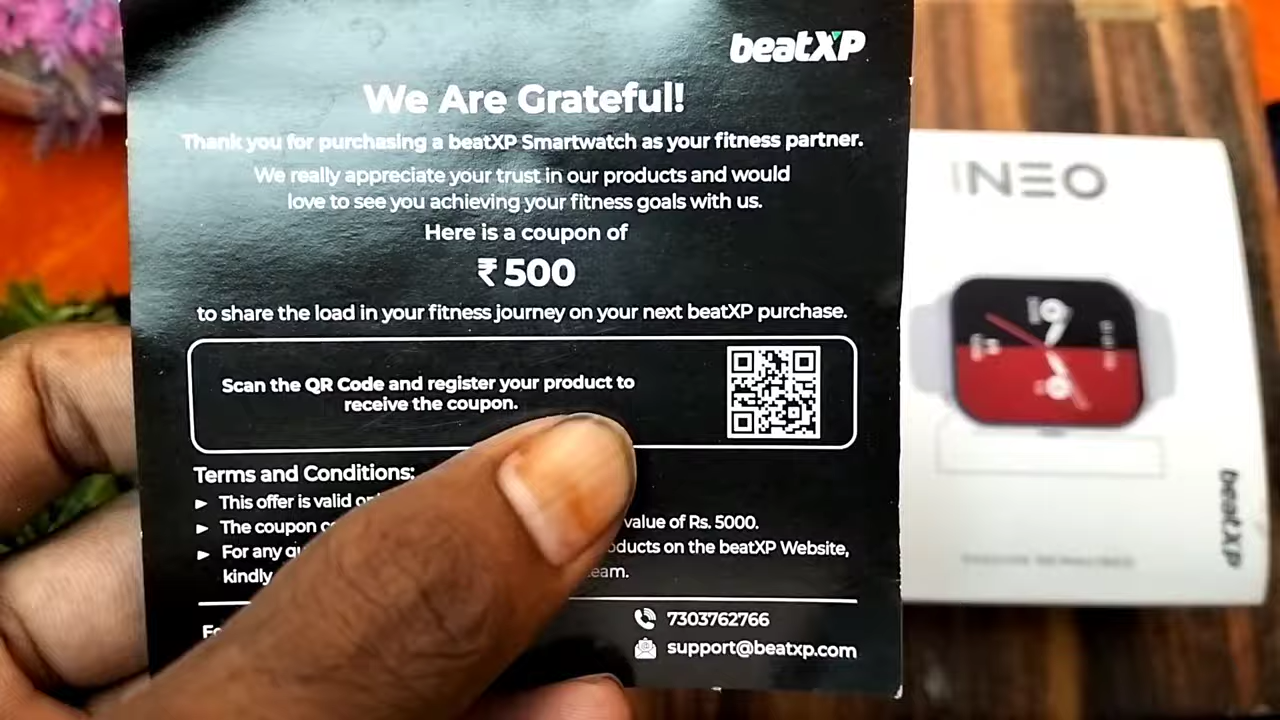 beatXP
We Are Grateful!
Thank you for purchasing a beatXP Smartwatch as your fitness partner.
We really appreciate your trust in our products and would
love to see you achieving your fitness goals with us.
Here is a coupon of
₹ 500
to share the load in your fitness journey on your next beatXP purchase.
Scan the QR Code and register your product to
receive the coupon.
Terms and Conditions:
► This offer is valid
► The coupon value of Rs. 5000.
► For any products on the beatXP Website,
kindly team.
7303762766
support@beatxp.com
NEO
beatXP